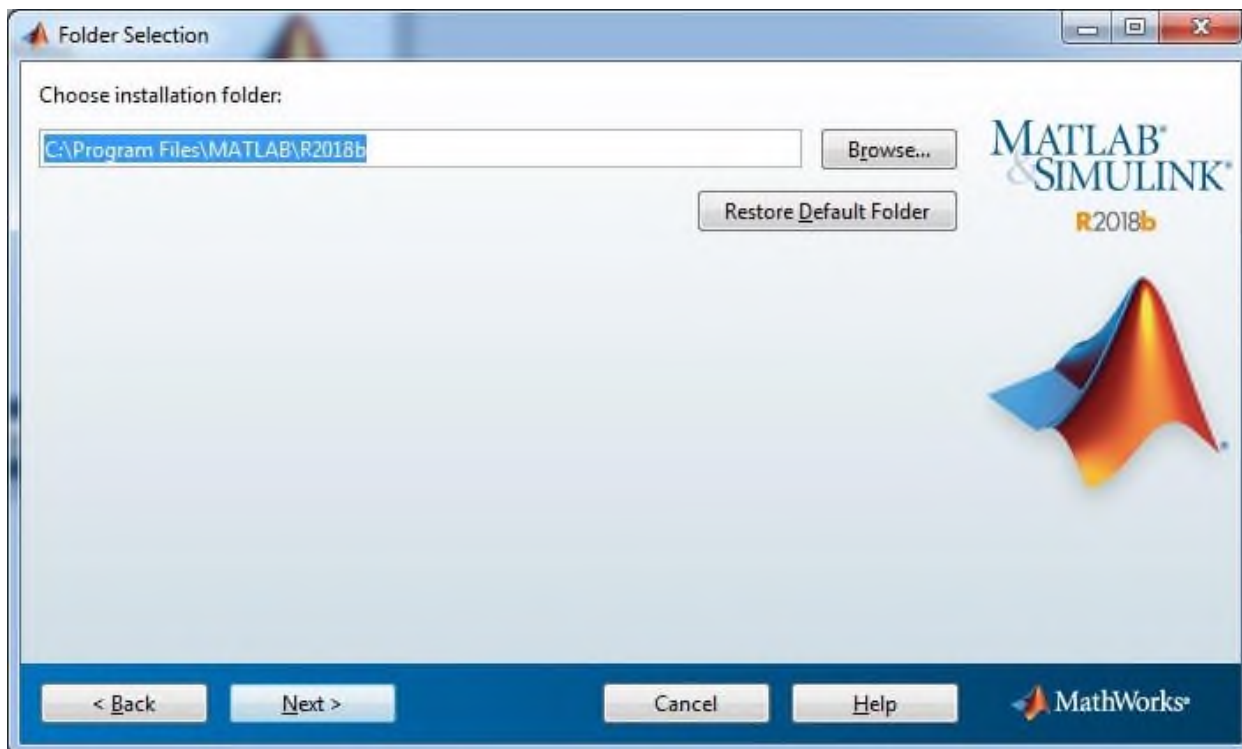 Folder Selection
Choose installation folder:
C:\Program Files\MATLAB\R2018b
Browse...
Restore Default Folder
MATLAB®
&SIMULINK®
R2018b
< Back
Next >
Cancel
Help
MathWorks®